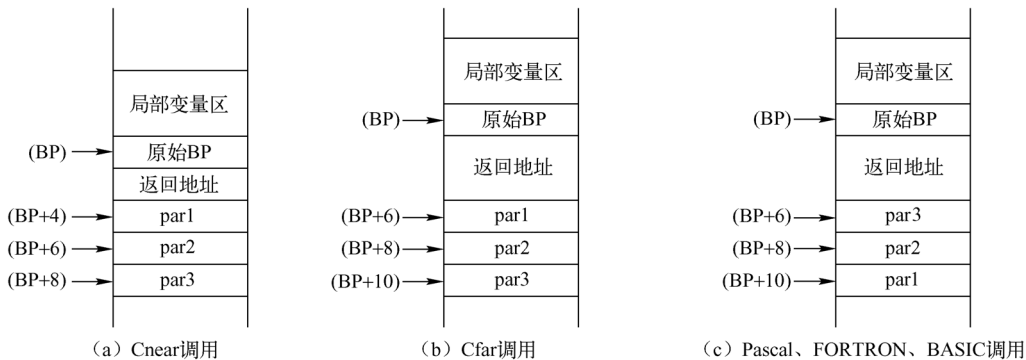 局部变量区
(BP)
原始BP
返回地址
(BP+4)
par1
(BP+6)
par2
(BP+8)
par3
(a)Cnear调用
局部变量区
(BP)
原始BP
返回地址
(BP+6)
par1
(BP+8)
par2
(BP+10)
par3
(b)Cfar调用
局部变量区
(BP)
原始BP
返回地址
(BP+6)
par3
(BP+8)
par2
(BP+10)
par1
(c)Pascal、FORTRON、BASIC调用